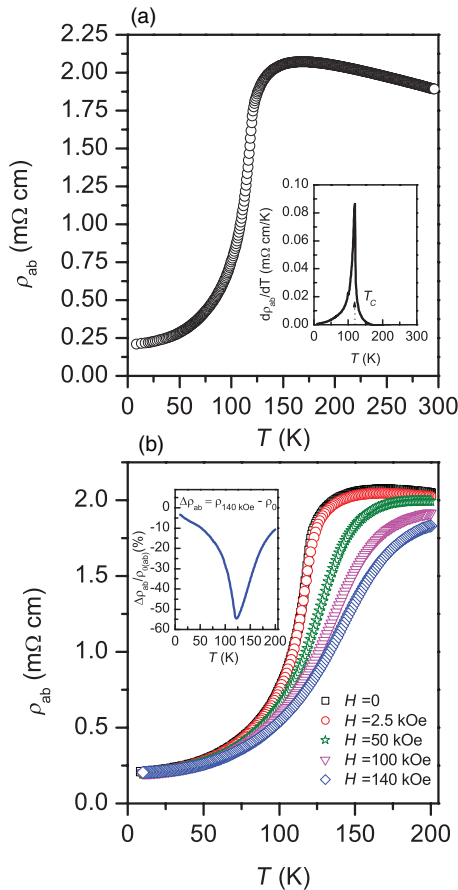 (a)
2.25
2.00
1.75
1.50
1.25
1.00
0.75
0.50
0.25
0.00
ρab (mΩ cm)
0.10
0.08
0.06
0.04
0.02
0.00
dρab/dT (mΩ cm/K)
TC
0 100 200 300
T (K)
0 50 100 150 200 250 300
T (K)
(b)
2.0
1.5
1.0
0.5
0.0
ρab (mΩ cm)
Δρab = ρ140 kOe - ρ0
0
-10
-20
-30
-40
-50
-60
Δρab/ρ0(ab) (%)
0 50 100 150 200
T (K)
H =0
H =2.5 kOe
H =50 kOe
H =100 kOe
H =140 kOe
0 50 100 150 200
T (K)